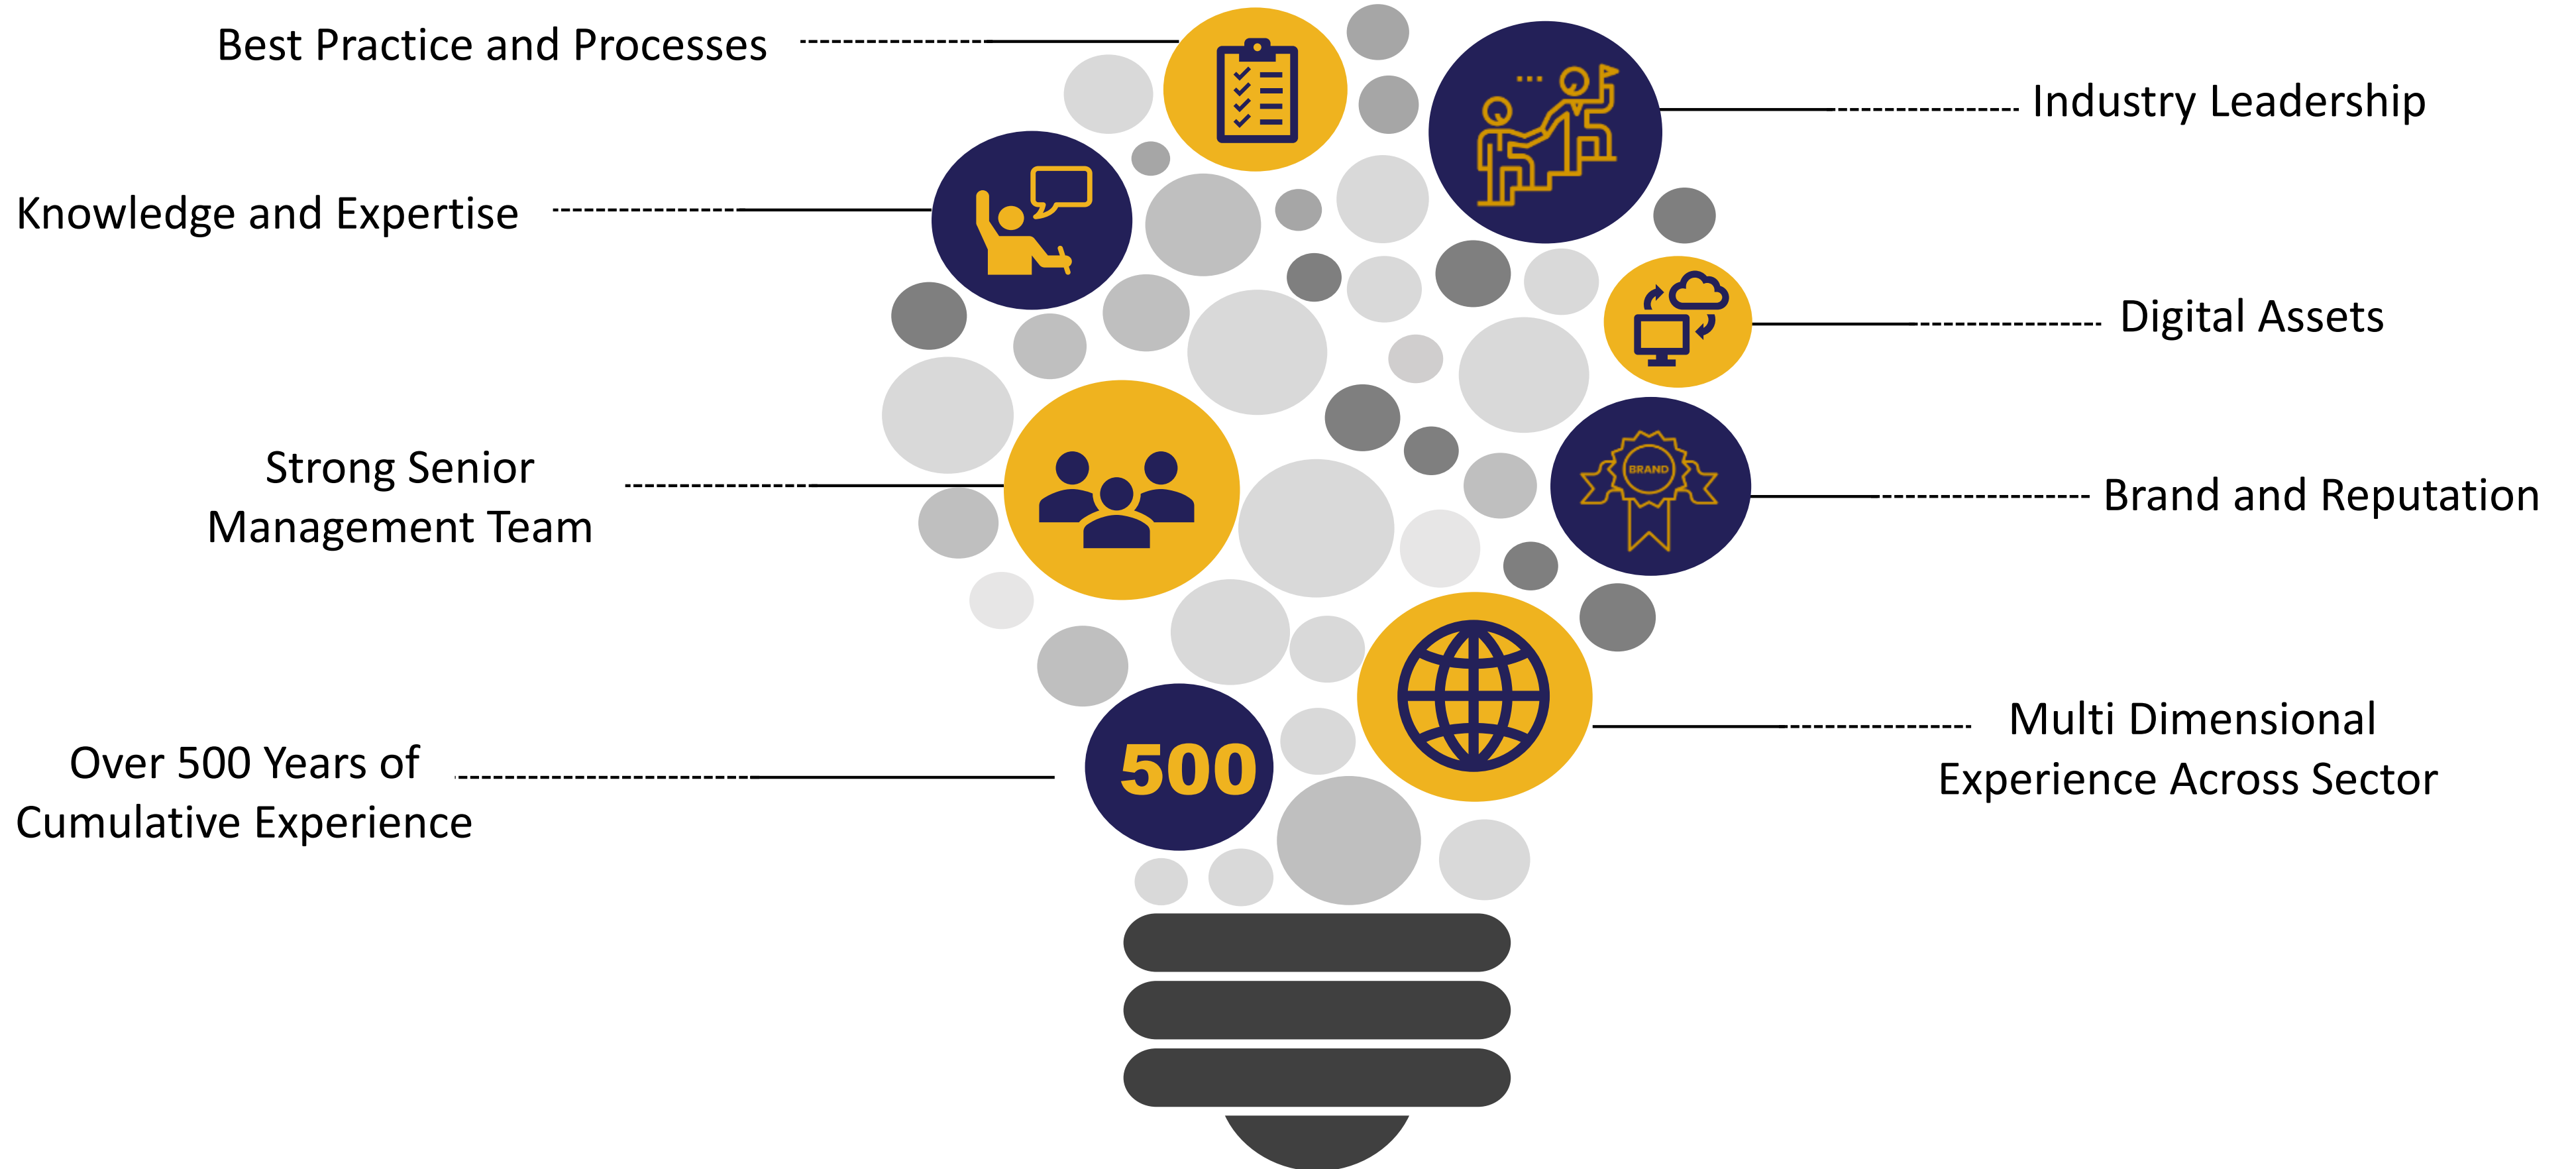 Best Practice and Processes
Industry Leadership
Knowledge and Expertise
Digital Assets
Strong Senior
Management Team
BRAND
Brand and Reputation
Over 500 Years of
Cumulative Experience
500
Multi Dimensional
Experience Across Sector